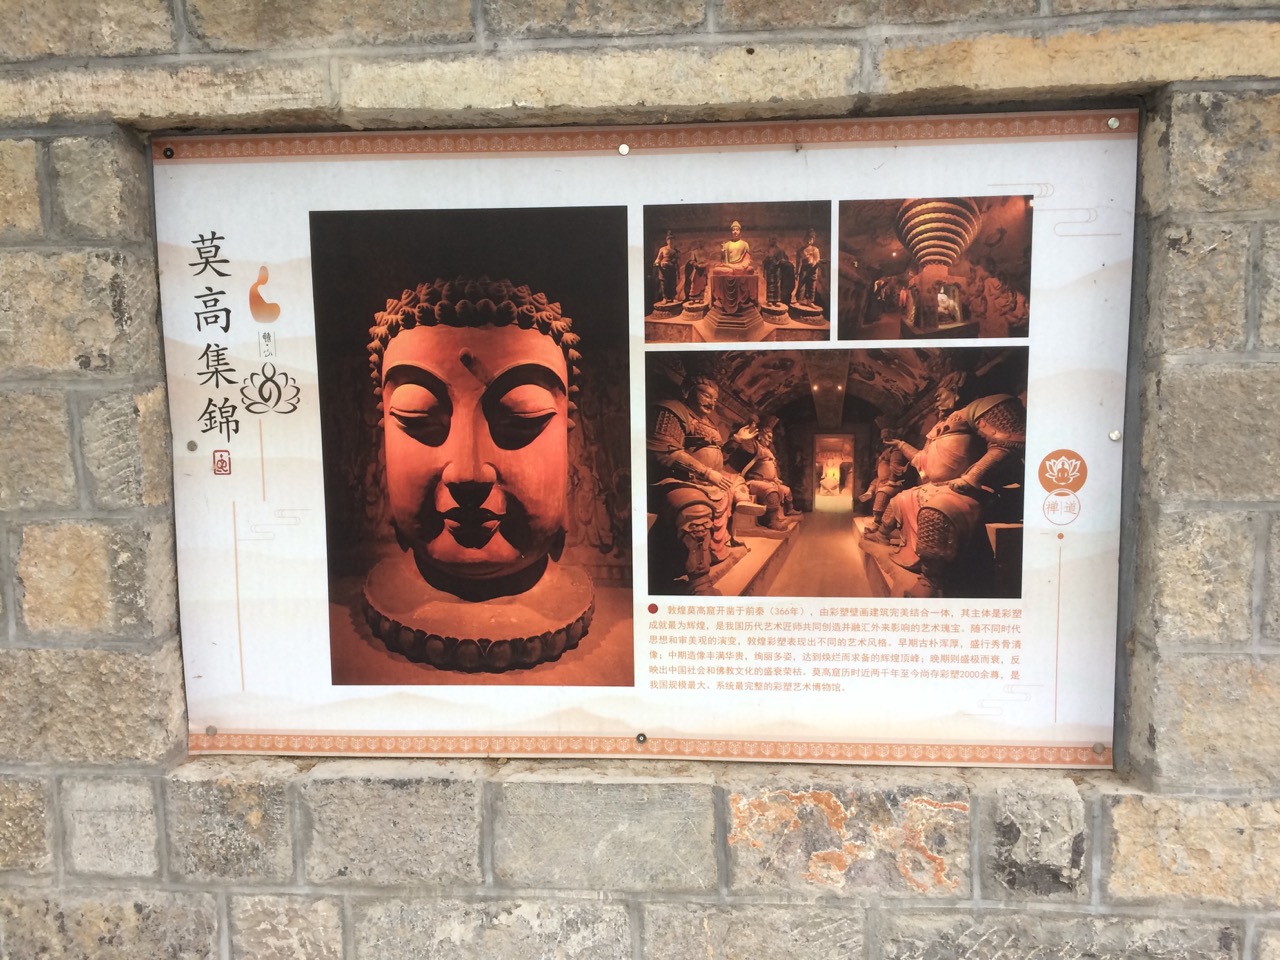 莫高集錦
禅 道
敦煌莫高窟开凿于前秦（366年），由彩塑壁画建筑完美结合一体，其主体是彩塑
成就最为辉煌，是我国历代艺术匠师共同创造并融汇外来影响的艺术瑰宝。随不同时代
思想和审美观的演变，敦煌彩塑表现出不同的艺术风格。早期古朴浑厚，盛行秀骨清
像；中期造像丰满华贵，绚丽多姿，达到焕烂而求备的辉煌顶峰；晚期则盛极而衰，反
映出中国社会和佛教文化的盛衰荣枯。莫高窟历时近两千年至今尚存彩塑2000余尊，是
我国规模最大、系统最完整的彩塑艺术博物馆。